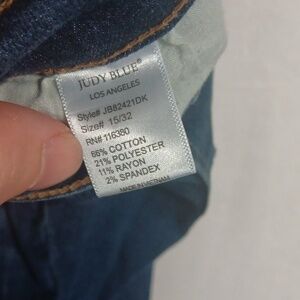 JUDY BLUE®
LOS ANGELES
Style# JB82421DK
Size# 15/32
RN# 116380
66% COTTON
21% POLYESTER
11% RAYON
2% SPANDEX
MADE IN VIETNAM